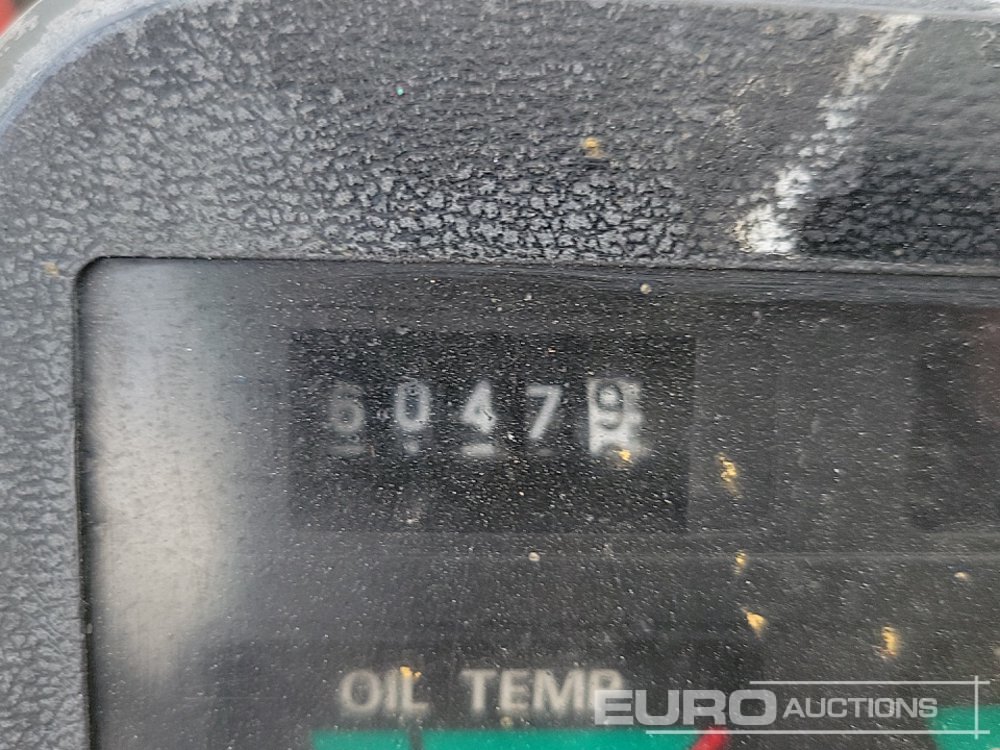 60479
OIL TEMP
EURO AUCTIONS